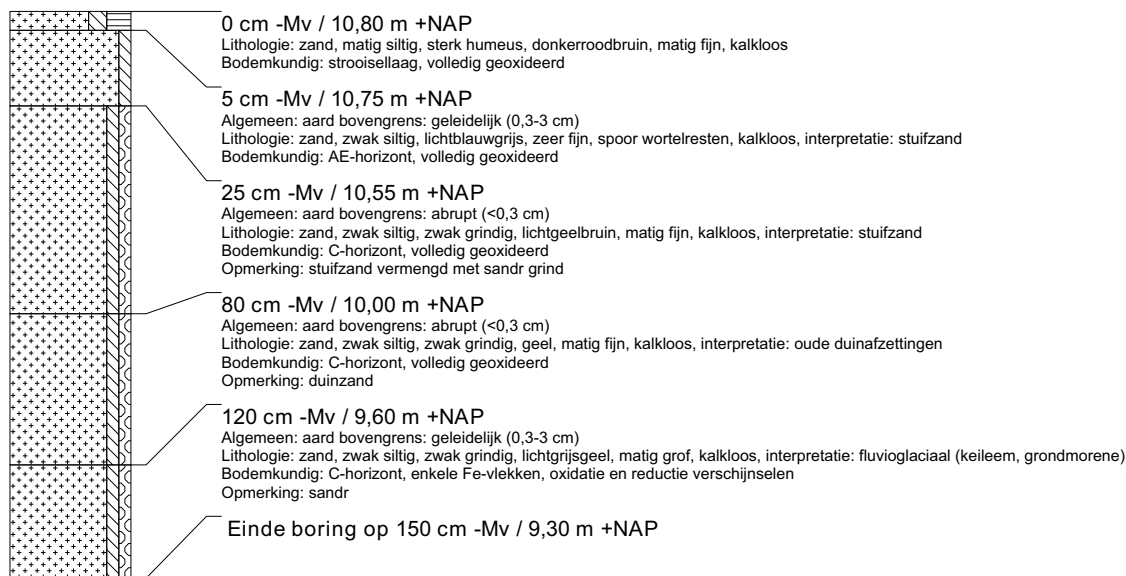 0 cm -Mv / 10,80 m +NAP
Lithologie: zand, matig siltig, sterk humeus, donkerroodbruin, matig fijn, kalkloos
Bodemkundig: strooisellaag, volledig geoxideerd
5 cm -Mv / 10,75 m +NAP
Algemeen: aard bovengrens: geleidelijk (0,3-3 cm)
Lithologie: zand, zwak siltig, lichtblauwgrijs, zeer fijn, spoor wortelresten, kalkloos, interpretatie: stuifzand
Bodemkundig: AE-horizont, volledig geoxideerd
25 cm -Mv / 10,55 m +NAP
Algemeen: aard bovengrens: abrupt (<0,3 cm)
Lithologie: zand, zwak siltig, zwak grindig, lichtgeelbruin, matig fijn, kalkloos, interpretatie: stuifzand
Bodemkundig: C-horizont, volledig geoxideerd
Opmerking: stuifzand vermengd met sandr grind
80 cm -Mv / 10,00 m +NAP
Algemeen: aard bovengrens: abrupt (<0,3 cm)
Lithologie: zand, zwak siltig, zwak grindig, geel, matig fijn, kalkloos, interpretatie: oude duinafzettingen
Bodemkundig: C-horizont, volledig geoxideerd
Opmerking: duinzand
120 cm -Mv / 9,60 m +NAP
Algemeen: aard bovengrens: geleidelijk (0,3-3 cm)
Lithologie: zand, zwak siltig, zwak grindig, lichtgrijsgeel, matig grof, kalkloos, interpretatie: fluvioglaciaal (keileem, grondmorene)
Bodemkundig: C-horizont, enkele Fe-vlekken, oxidatie en reductie verschijnselen
Opmerking: sandr
Einde boring op 150 cm -Mv / 9,30 m +NAP